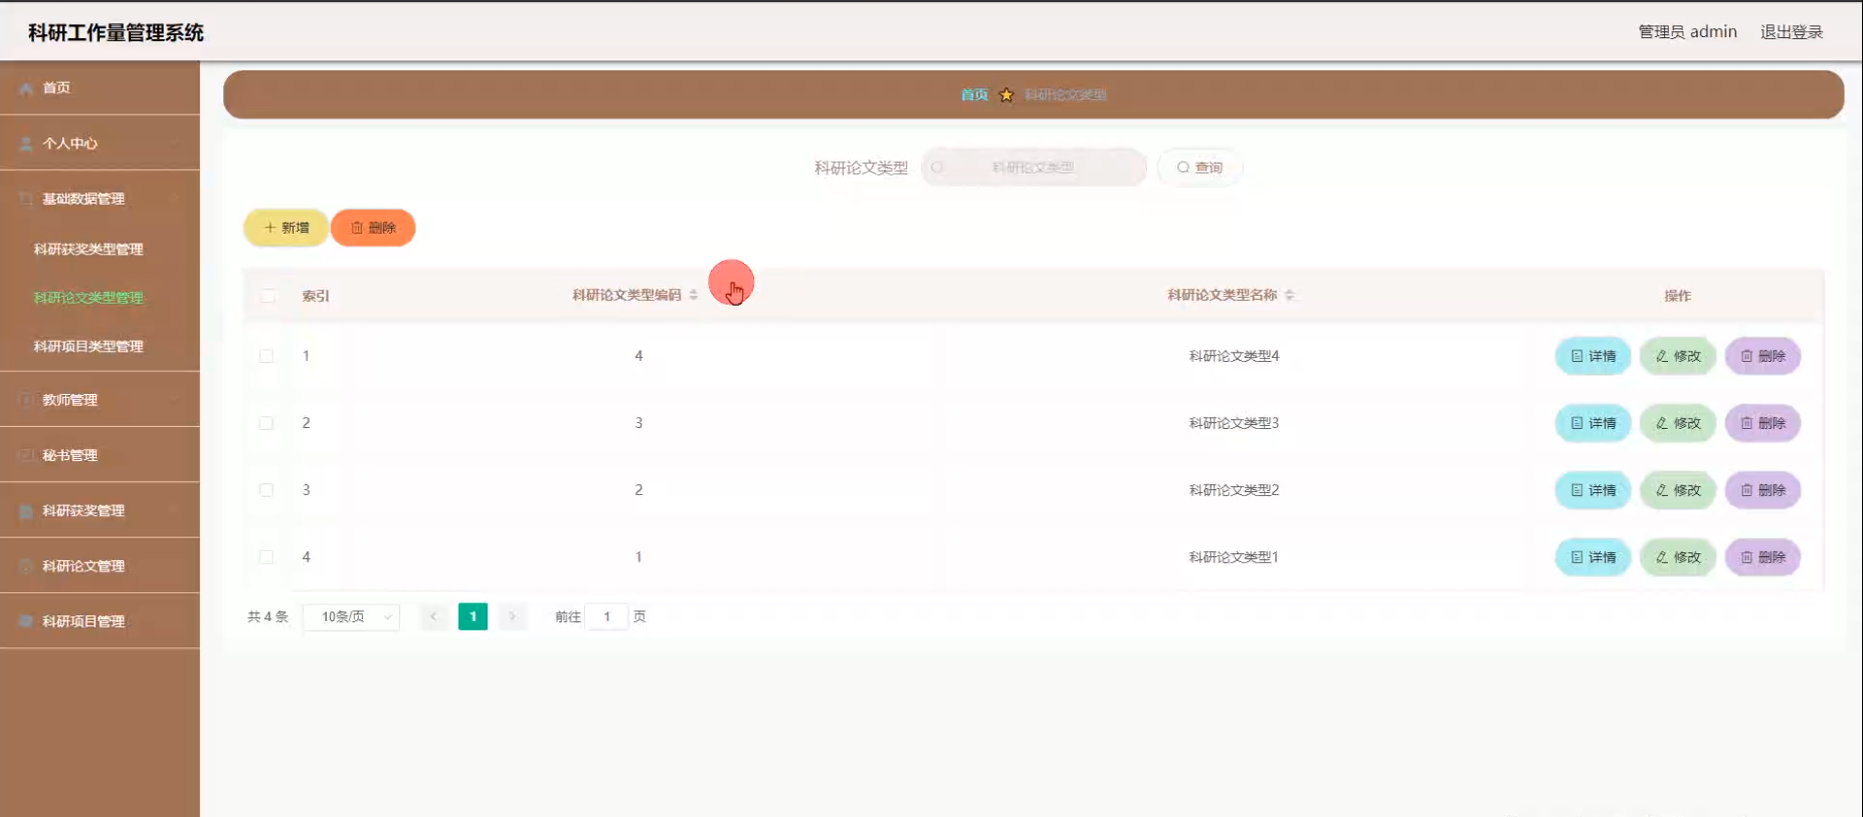 科研工作量管理系统
管理员 admin 退出登录
首页
个人中心
基础数据管理
科研获奖类型管理
科研论文类型管理
科研项目类型管理
教师管理
秘书管理
科研获奖管理
科研论文管理
科研项目管理
首页 科研论文类型
科研论文类型 科研论文类型 查询
新增 删除
索引 科研论文类型编码 科研论文类型名称 操作
1 4 科研论文类型4 详情 修改 删除
2 3 科研论文类型3 详情 修改 删除
3 2 科研论文类型2 详情 修改 删除
4 1 科研论文类型1 详情 修改 删除
共 4 条 10条/页 1 前往 1 页